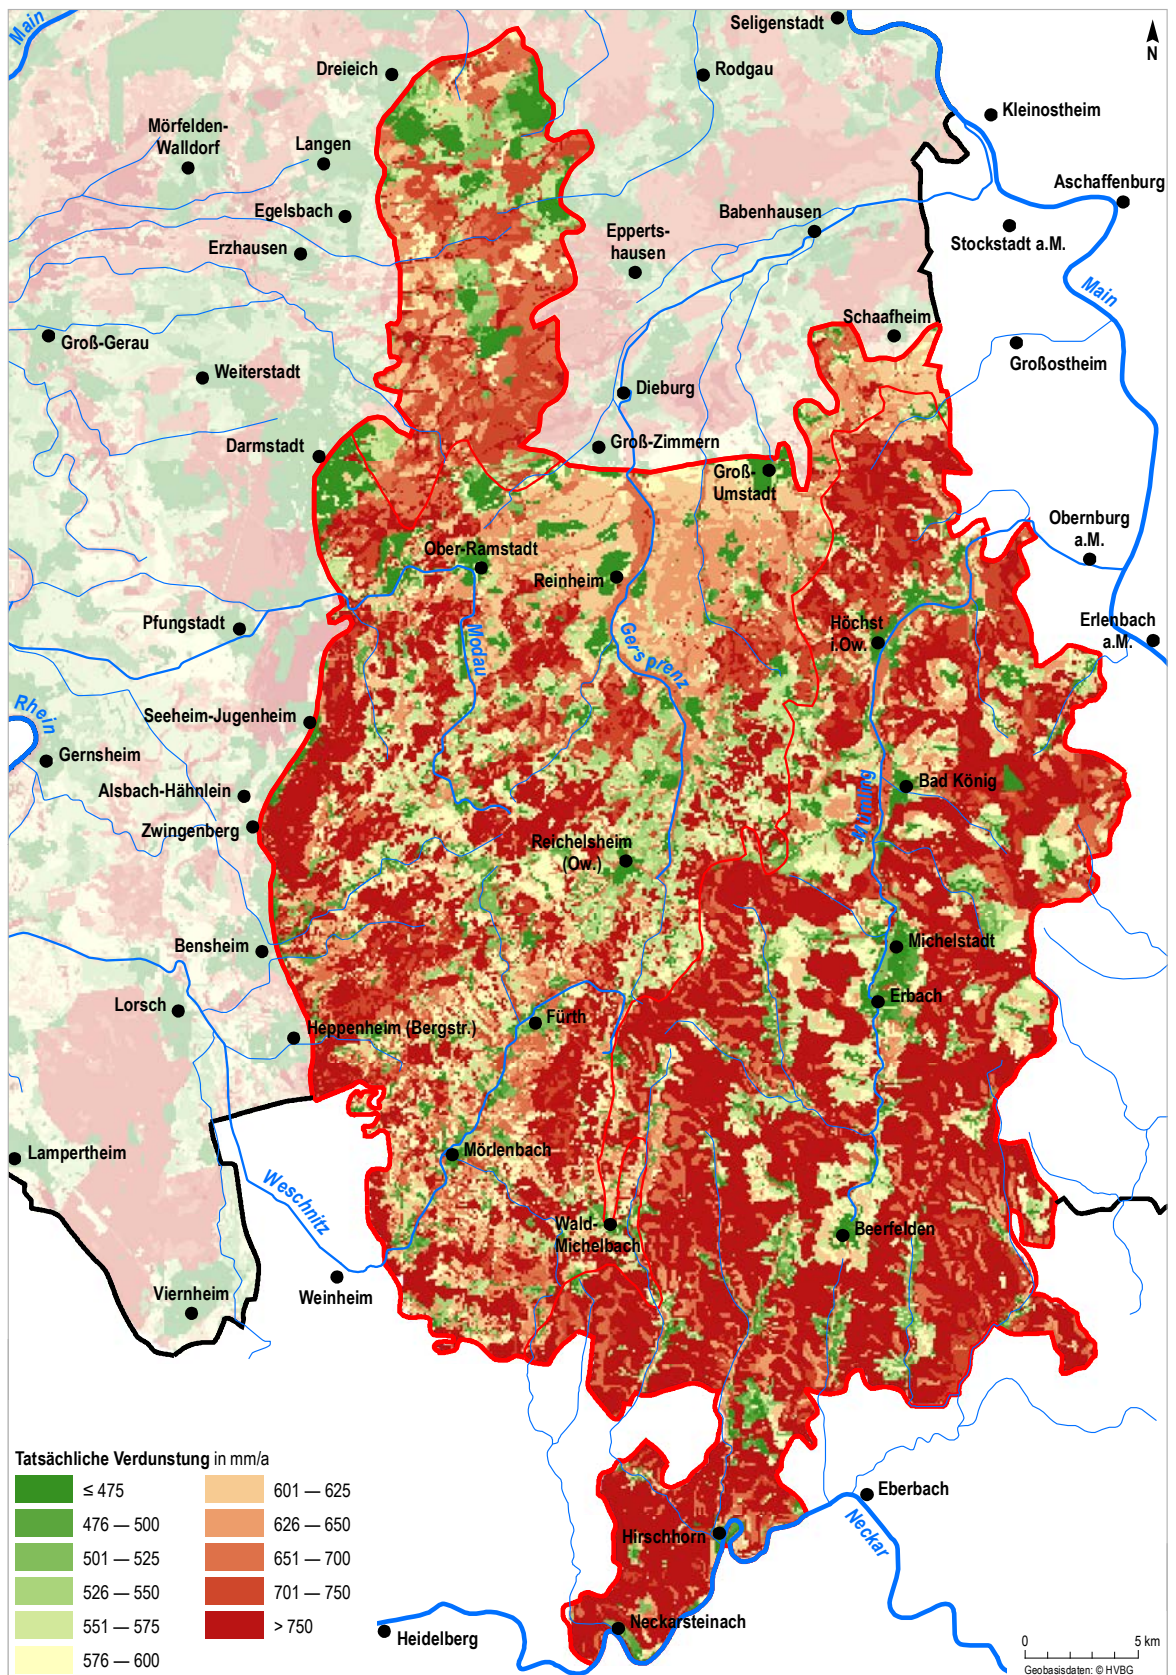 Main
Seligenstadt
N
Dreieich
Rodgau
Kleinostheim
Mörfelden-
Walldorf
Langen
Aschaffenburg
Egelsbach
Babenhausen
Epperts-
hausen
Stockstadt a.M.
Erzhausen
Main
Schaafheim
Groß-Gerau
Großostheim
Weiterstadt
Dieburg
Darmstadt
Groß-Zimmern
Groß-
Umstadt
Obernburg
a.M.
Ober-Ramstadt
Reinheim
Pfungstadt
Modau
Gersprenz
Höchst
i.Ow.
Erlenbach
a.M.
Rhein
Seeheim-Jugenheim
Gernsheim
Alsbach-Hähnlein
Bad König
Mümling
Zwingenberg
Reichelsheim
(Ow.)
Bensheim
Michelstadt
Lorsch
Erbach
Fürth
Heppenheim (Bergstr.)
Lampertheim
Mörlenbach
Weschnitz
Wald-
Michelbach
Beerfelden
Viernheim
Weinheim
Tatsächliche Verdunstung in mm/a
≤ 475
476 — 500
501 — 525
526 — 550
551 — 575
576 — 600
601 — 625
626 — 650
651 — 700
701 — 750
> 750
Eberbach
Neckar
Hirschhorn
Neckarsteinach
Heidelberg
0 5 km
Geobasisdaten: © HVBG